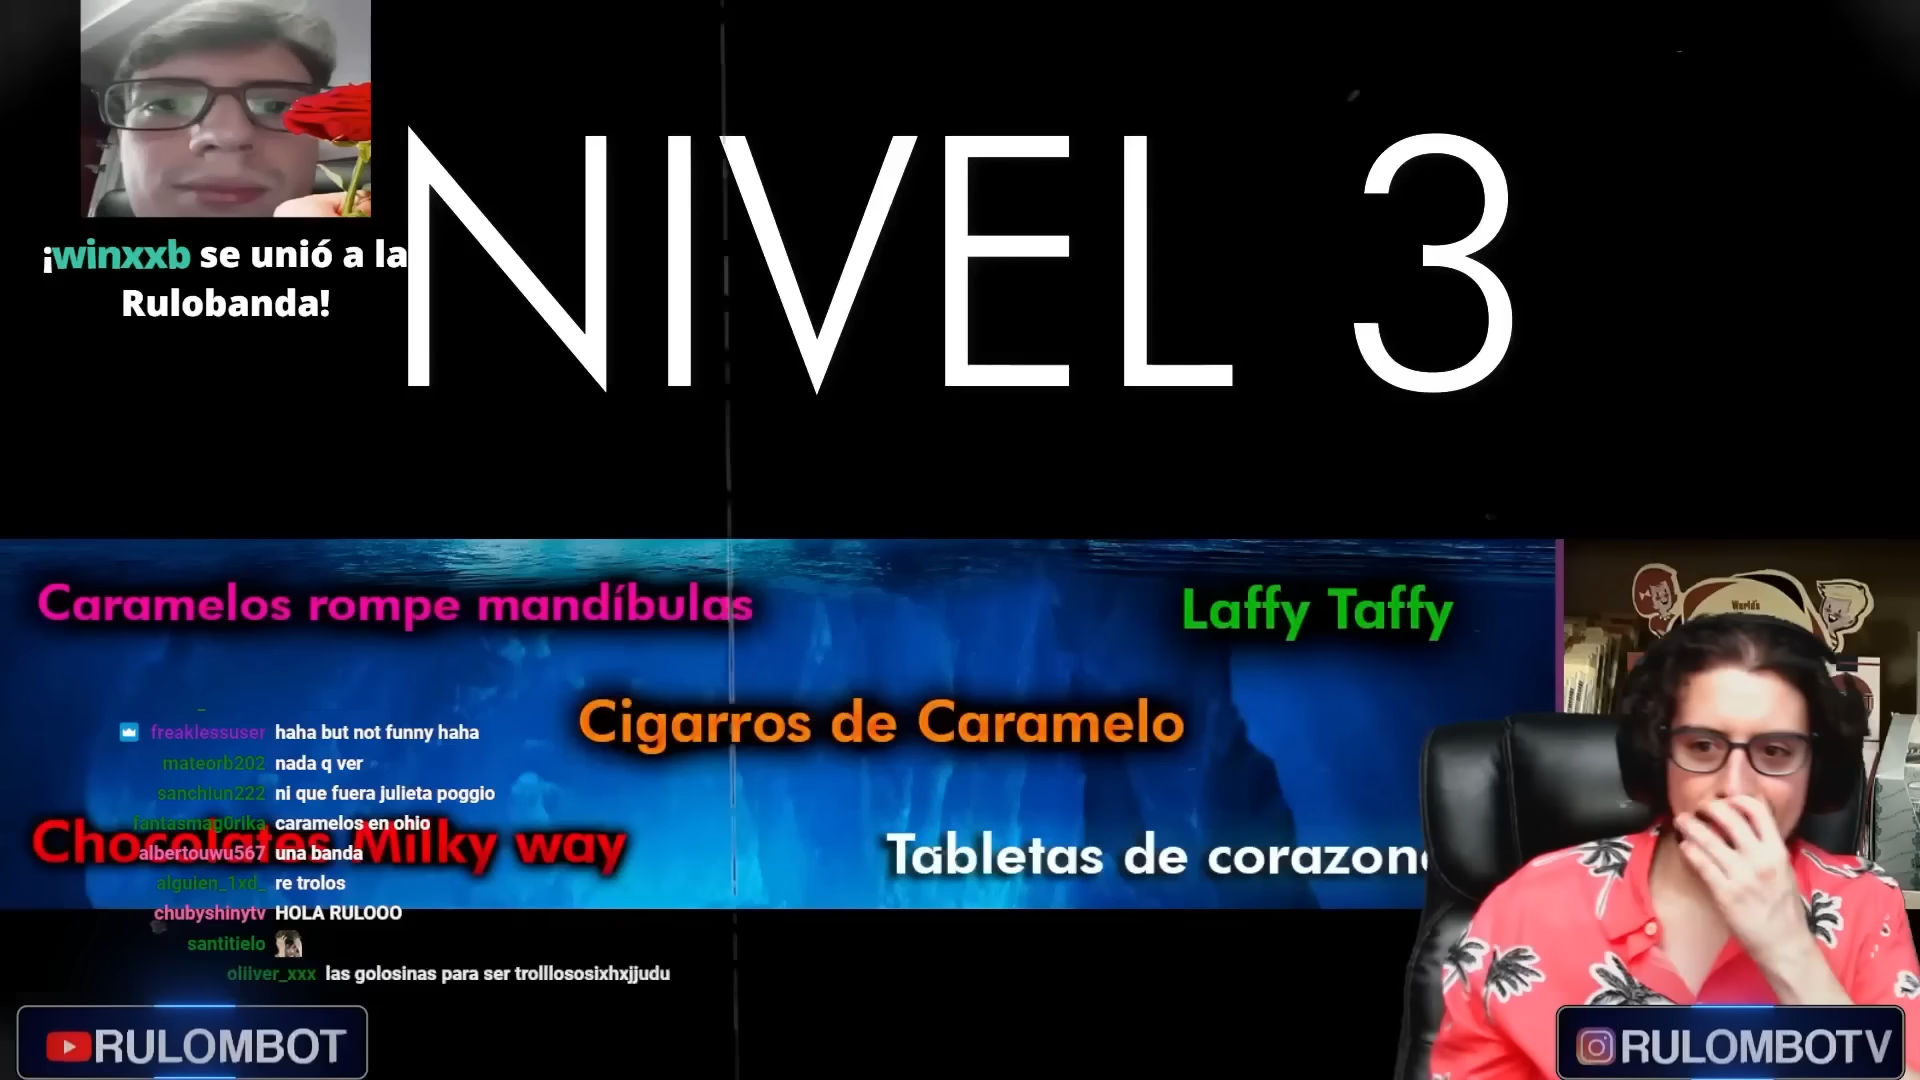 NIVEL 3
¡winxxb se unió a la
Rulobanda!
Caramelos rompe mandíbulas
Laffy Taffy
World's
Cigarros de Caramelo
freaklessuser haha but not funny haha
mateorb202 nada q ver
sanchiun222 ni que fuera julieta poggio
fantasmag0rika caramelos en ohio
Chocolates Milky way
albertouwu567 una banda
Tabletas de corazon
alguien_1xd_ re trolos
chubyshinytv HOLA RULOOO
santitielo
oliiver_xxx las golosinas para ser trolllososixhxjjudu
RULOMBOT
RULOMBOTV